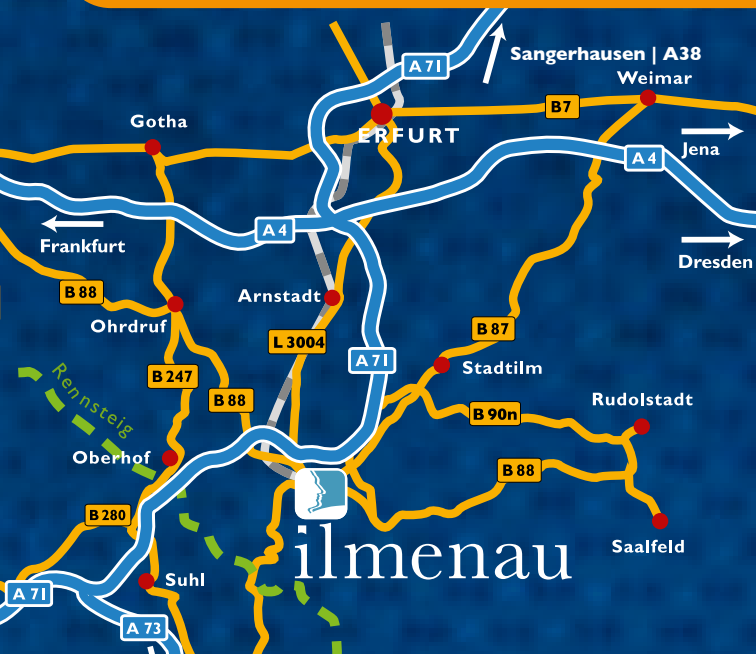 A 71
Sangerhausen | A38
Weimar
B7
Gotha
ERFURT
Jena
A 4
A 4
Frankfurt
Dresden
B 88
Arnstadt
Ohrdruf
L 3004
B 87
A 71
Stadtilm
B 247
B 88
Rudolstadt
B 90n
Rennsteig
Oberhof
B 88
B 280
ilmenau
Saalfeld
Suhl
A 71
A 73